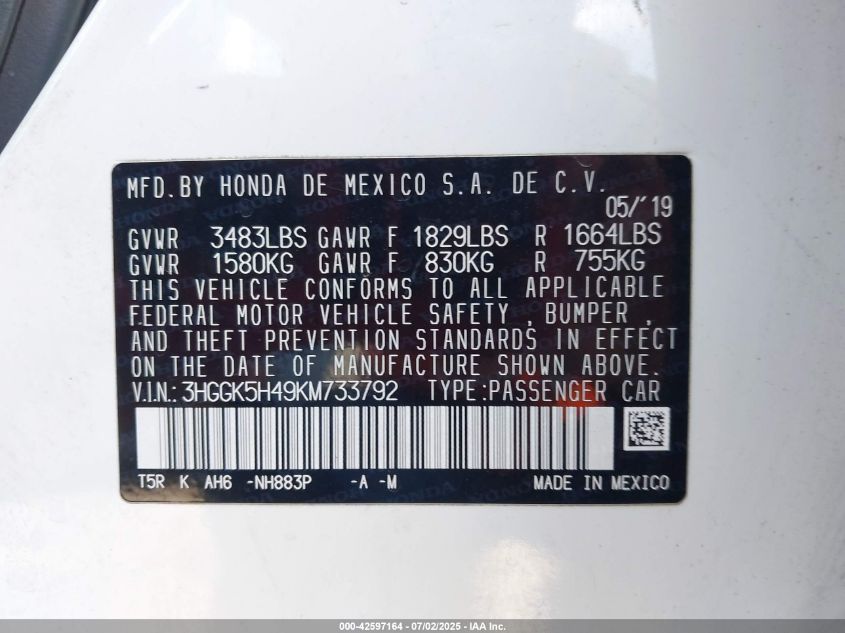 MFD. BY HONDA DE MEXICO S.A. DE C.V.
05/'19
GVWR 3483LBS GAWR F 1829LBS R 1664LBS
GVWR 1580KG GAWR F 830KG R 755KG
THIS VEHICLE CONFORMS TO ALL APPLICABLE
FEDERAL MOTOR VEHICLE SAFETY , BUMPER ,
AND THEFT PREVENTION STANDARDS IN EFFECT
ON THE DATE OF MANUFACTURE SHOWN ABOVE.
V.I.N.: 3HGGK5H49KM733792 TYPE: PASSENGER CAR
T5R K AH6 -NH883P -A -M MADE IN MEXICO
000-42597164 - 07/02/2025 - IAA Inc.